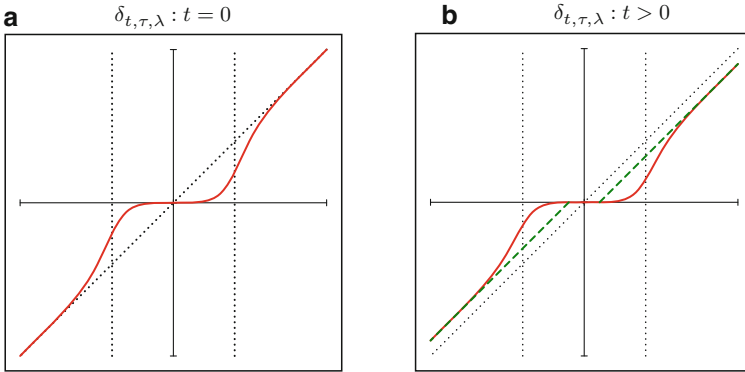 a
δ_{t,τ,λ} : t = 0
b
δ_{t,τ,λ} : t > 0